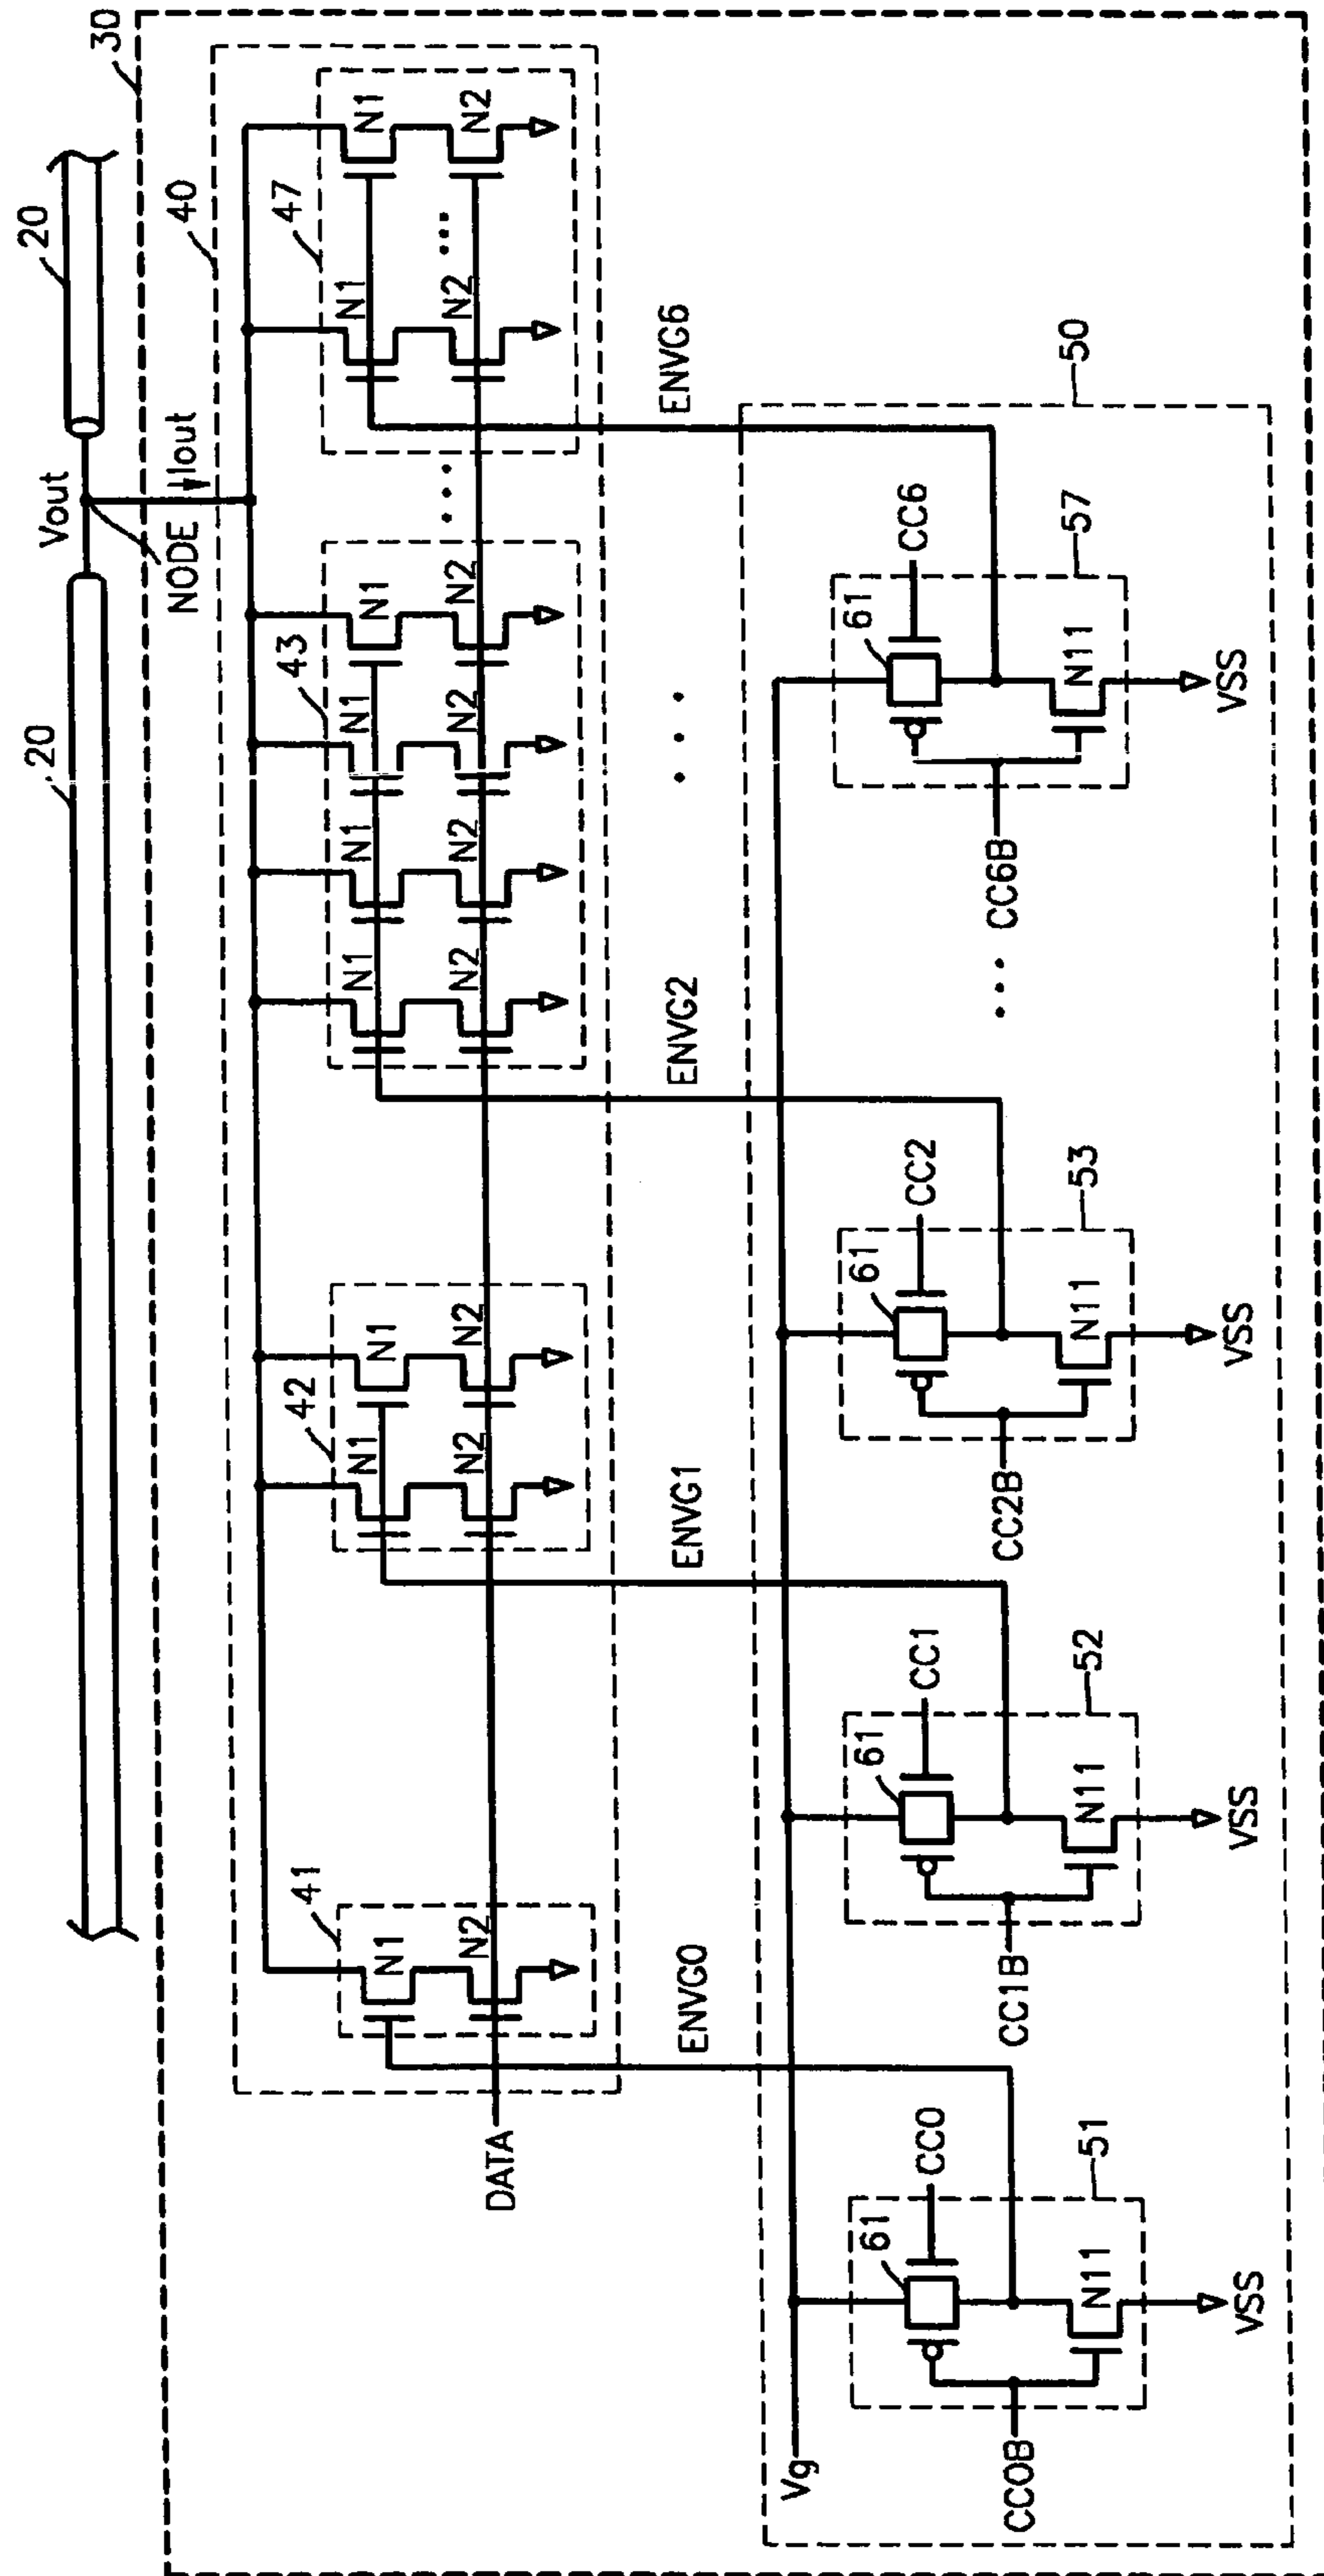 30
20
20
Vout
NODE
Iout
40
41
N1
N2
42
N1
N1
N2
N2
43
N1
N1
N1
N1
N2
N2
N2
N2
...
47
N1
N1
N2
N2
...
DATA
ENVG0
ENVG1
ENVG2
...
ENVG6
50
Vg
61
CC0
CC0B
N11
51
VSS
61
CC1
CC1B
N11
52
VSS
61
CC2
CC2B
N11
53
VSS
...
61
CC6
CC6B
N11
57
VSS